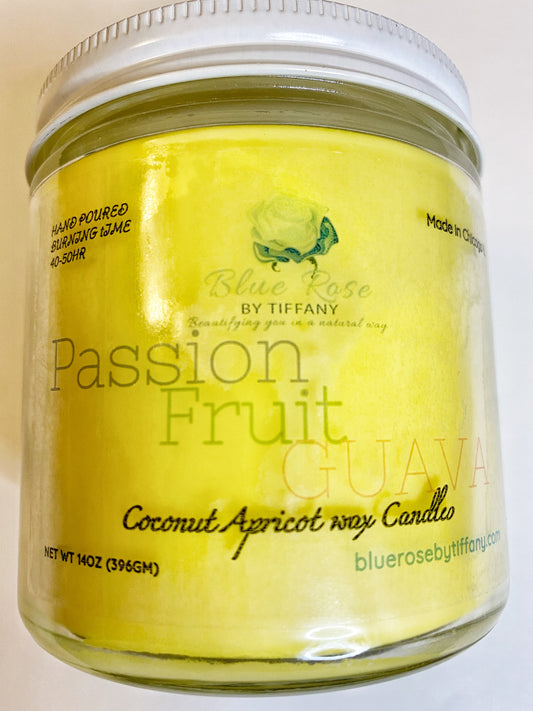 HAND POURED
BURNING tIME
40-50HR
Made in Chicago
Blue Rose
BY TIFFANY
Beautifying you in a natural way
Passion
Fruit
GUAVA
Coconut Apricot wax Candles
NET WT 14OZ (396GM)
bluerosebytiffany.com